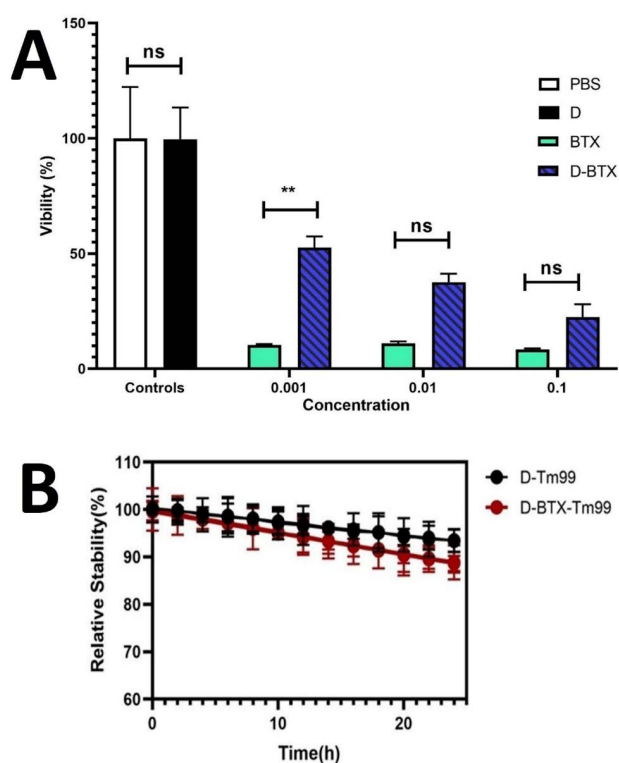 A
150
100
50
0
Vibility (%)
ns
**
ns
ns
PBS
D
BTX
D-BTX
Controls
0.001
0.01
0.1
Concentration
B
110
100
90
80
70
60
Relative Stability(%)
D-Tm99
D-BTX-Tm99
0
10
20
Time(h)